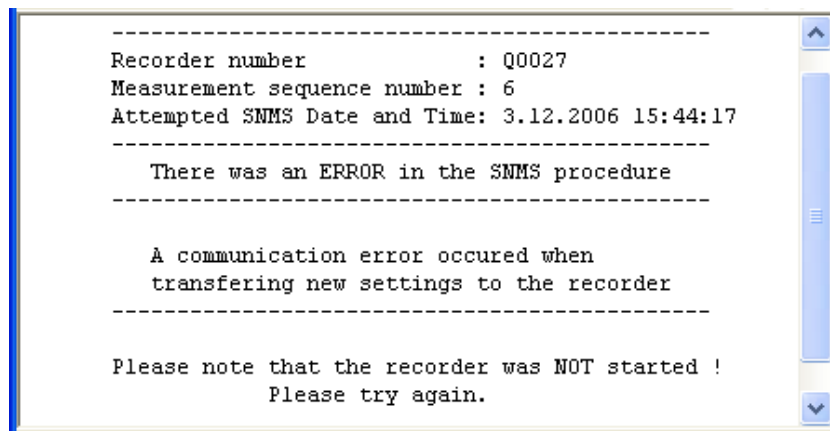 ----------------------------------------------
Recorder number             : Q0027
Measurement sequence number : 6
Attempted SNMS Date and Time: 3.12.2006 15:44:17
----------------------------------------------
There was an ERROR in the SNMS procedure
----------------------------------------------
A communication error occured when
transfering new settings to the recorder
----------------------------------------------
Please note that the recorder was NOT started !
Please try again.